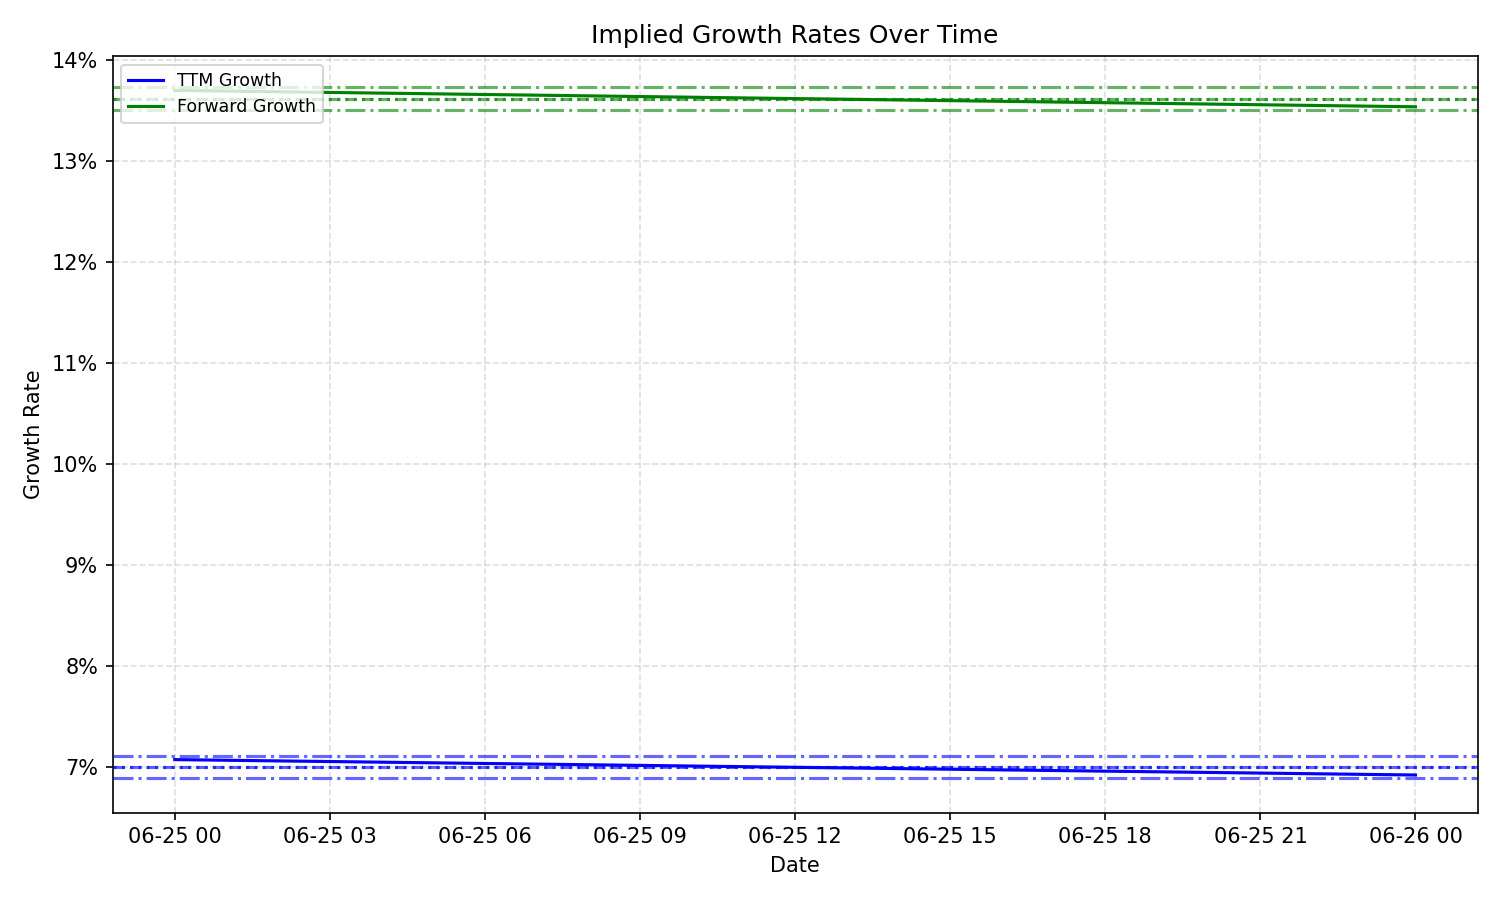 Implied Growth Rates Over Time
TTM Growth
Forward Growth
14%
13%
12%
11%
10%
9%
8%
7%
Growth Rate
06-25 00 06-25 03 06-25 06 06-25 09 06-25 12 06-25 15 06-25 18 06-25 21 06-26 00
Date